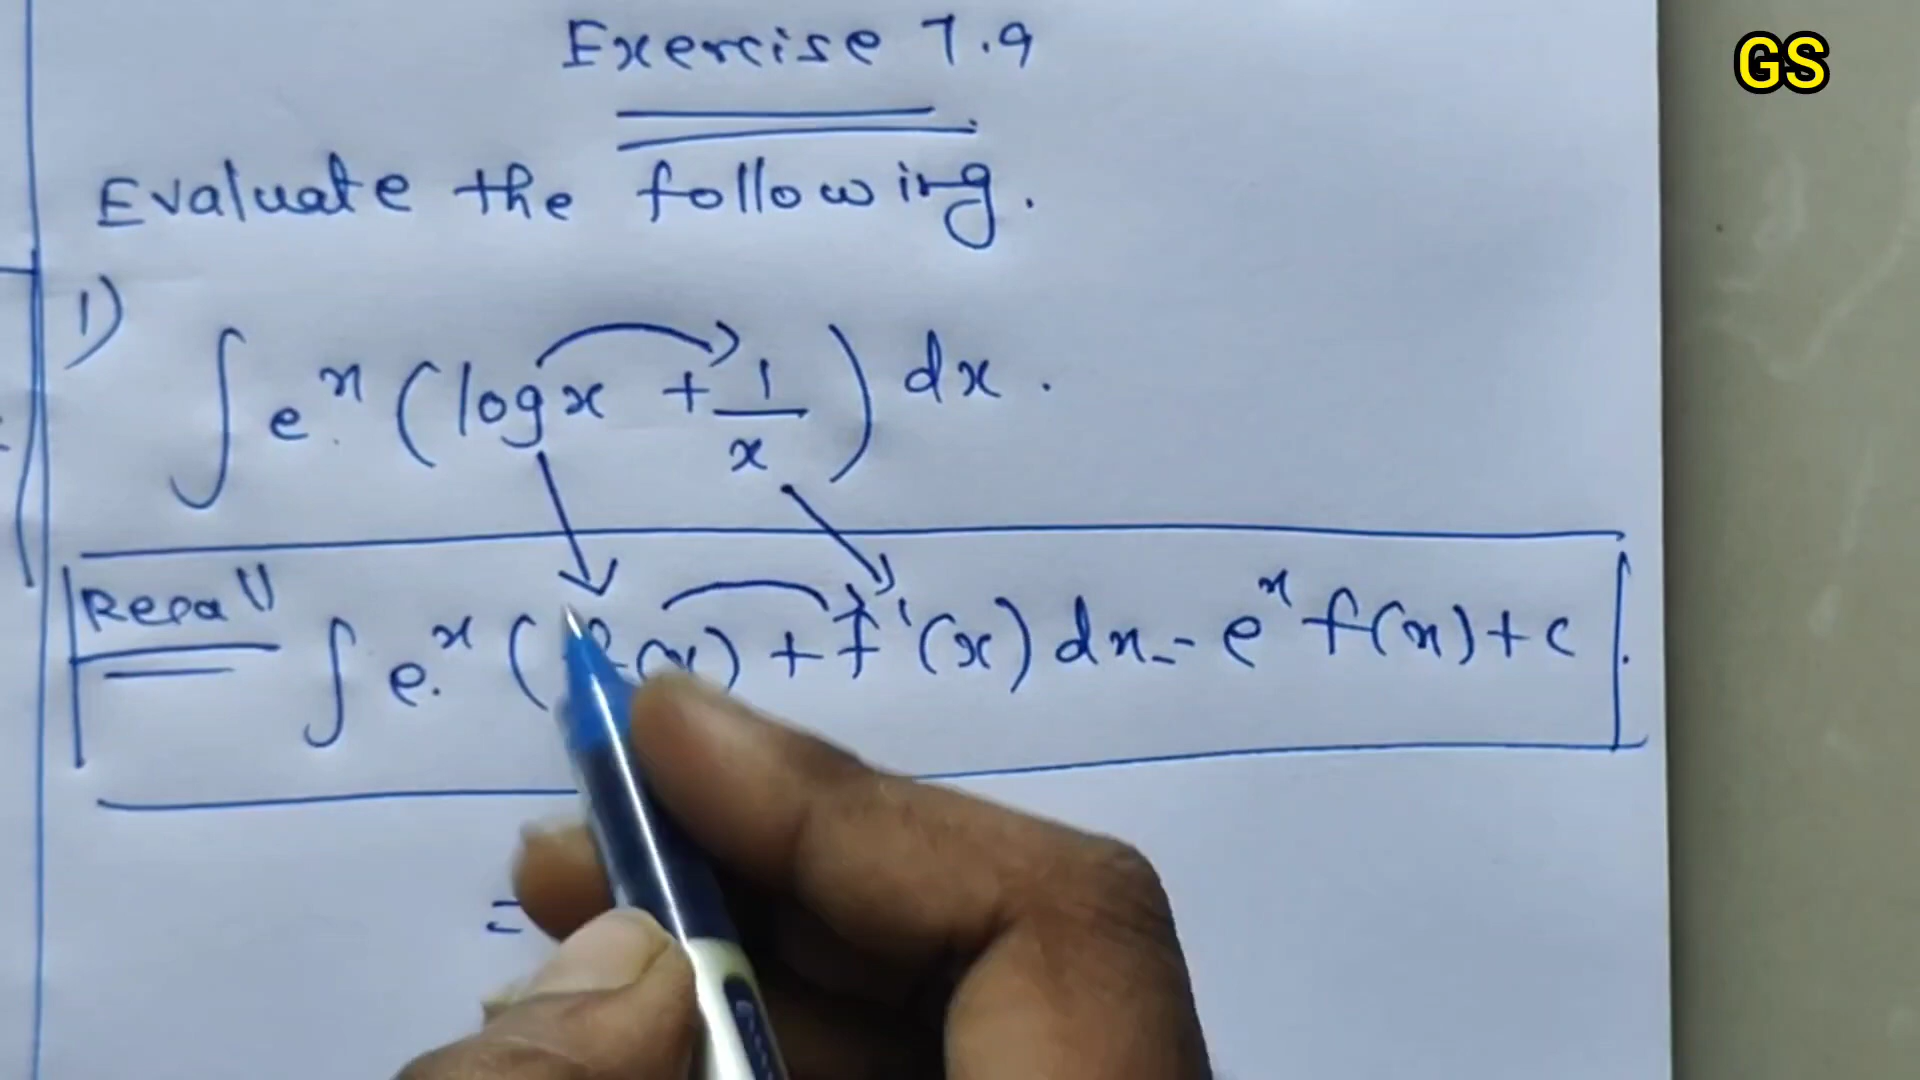 GS
Exercise 7.9
Evaluate the following.
1)
∫ e^x (log x + 1/x) dx.
Recall
∫ e^x (f(x) + f'(x) dx = e^x f(x) + c
=